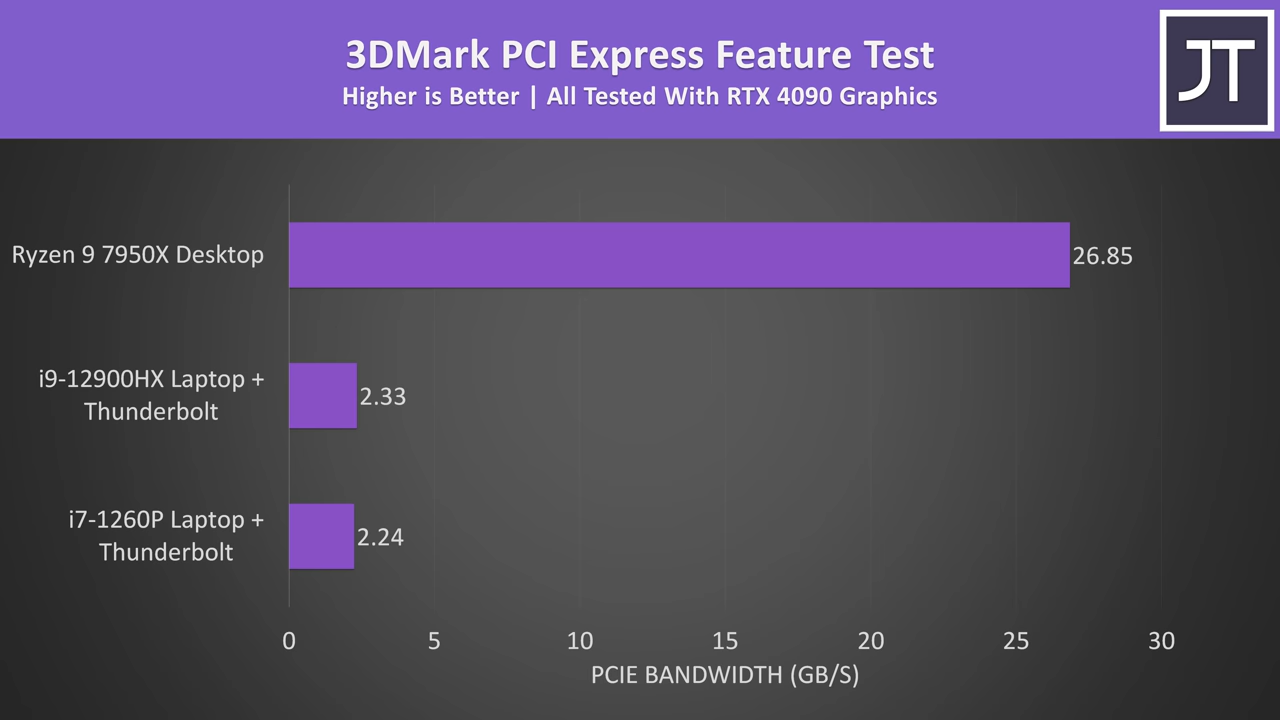 3DMark PCI Express Feature Test
Higher is Better | All Tested With RTX 4090 Graphics
JT
Ryzen 9 7950X Desktop
26.85
i9-12900HX Laptop +
Thunderbolt
2.33
i7-1260P Laptop +
Thunderbolt
2.24
0 5 10 15 20 25 30
PCIE BANDWIDTH (GB/S)